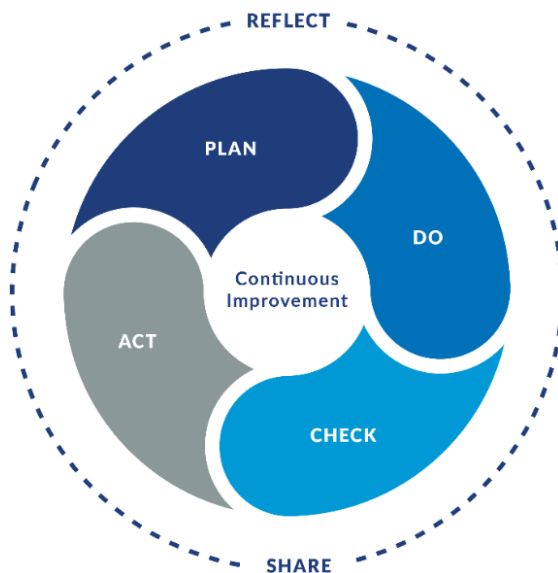 REFLECT
PLAN
DO
Continuous
Improvement
ACT
CHECK
SHARE